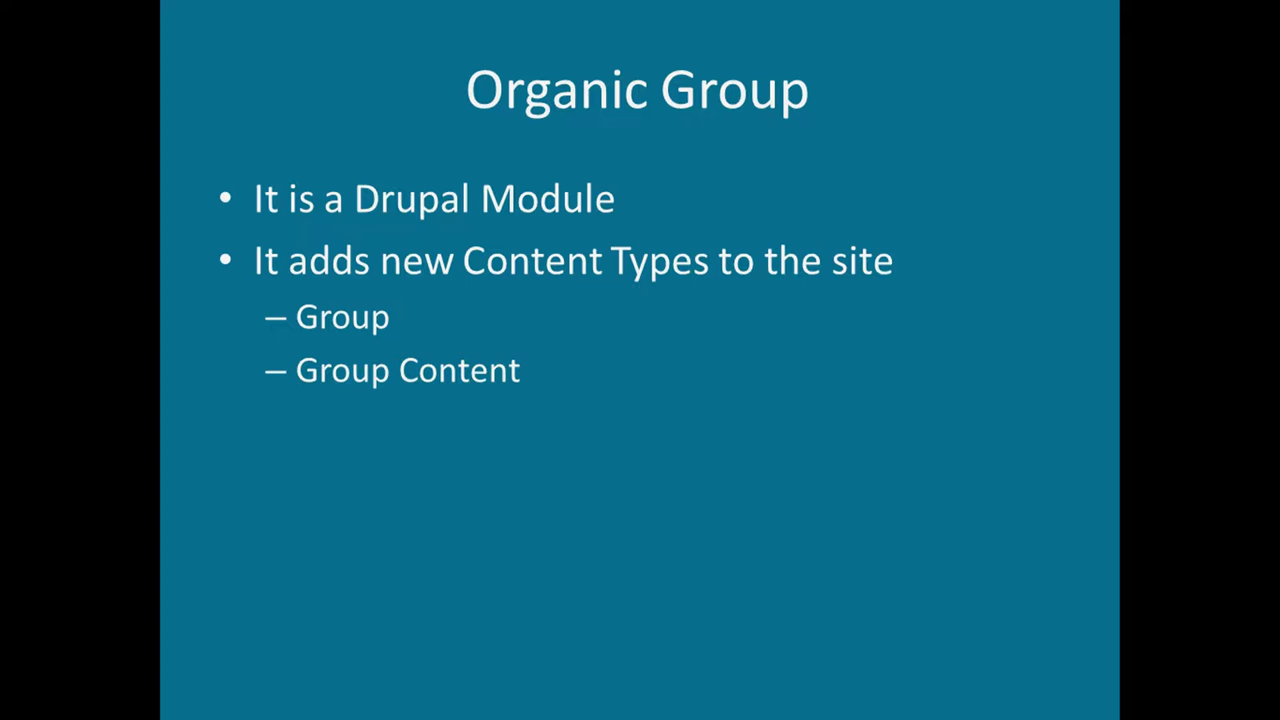 Organic Group
• It is a Drupal Module
• It adds new Content Types to the site
– Group
– Group Content